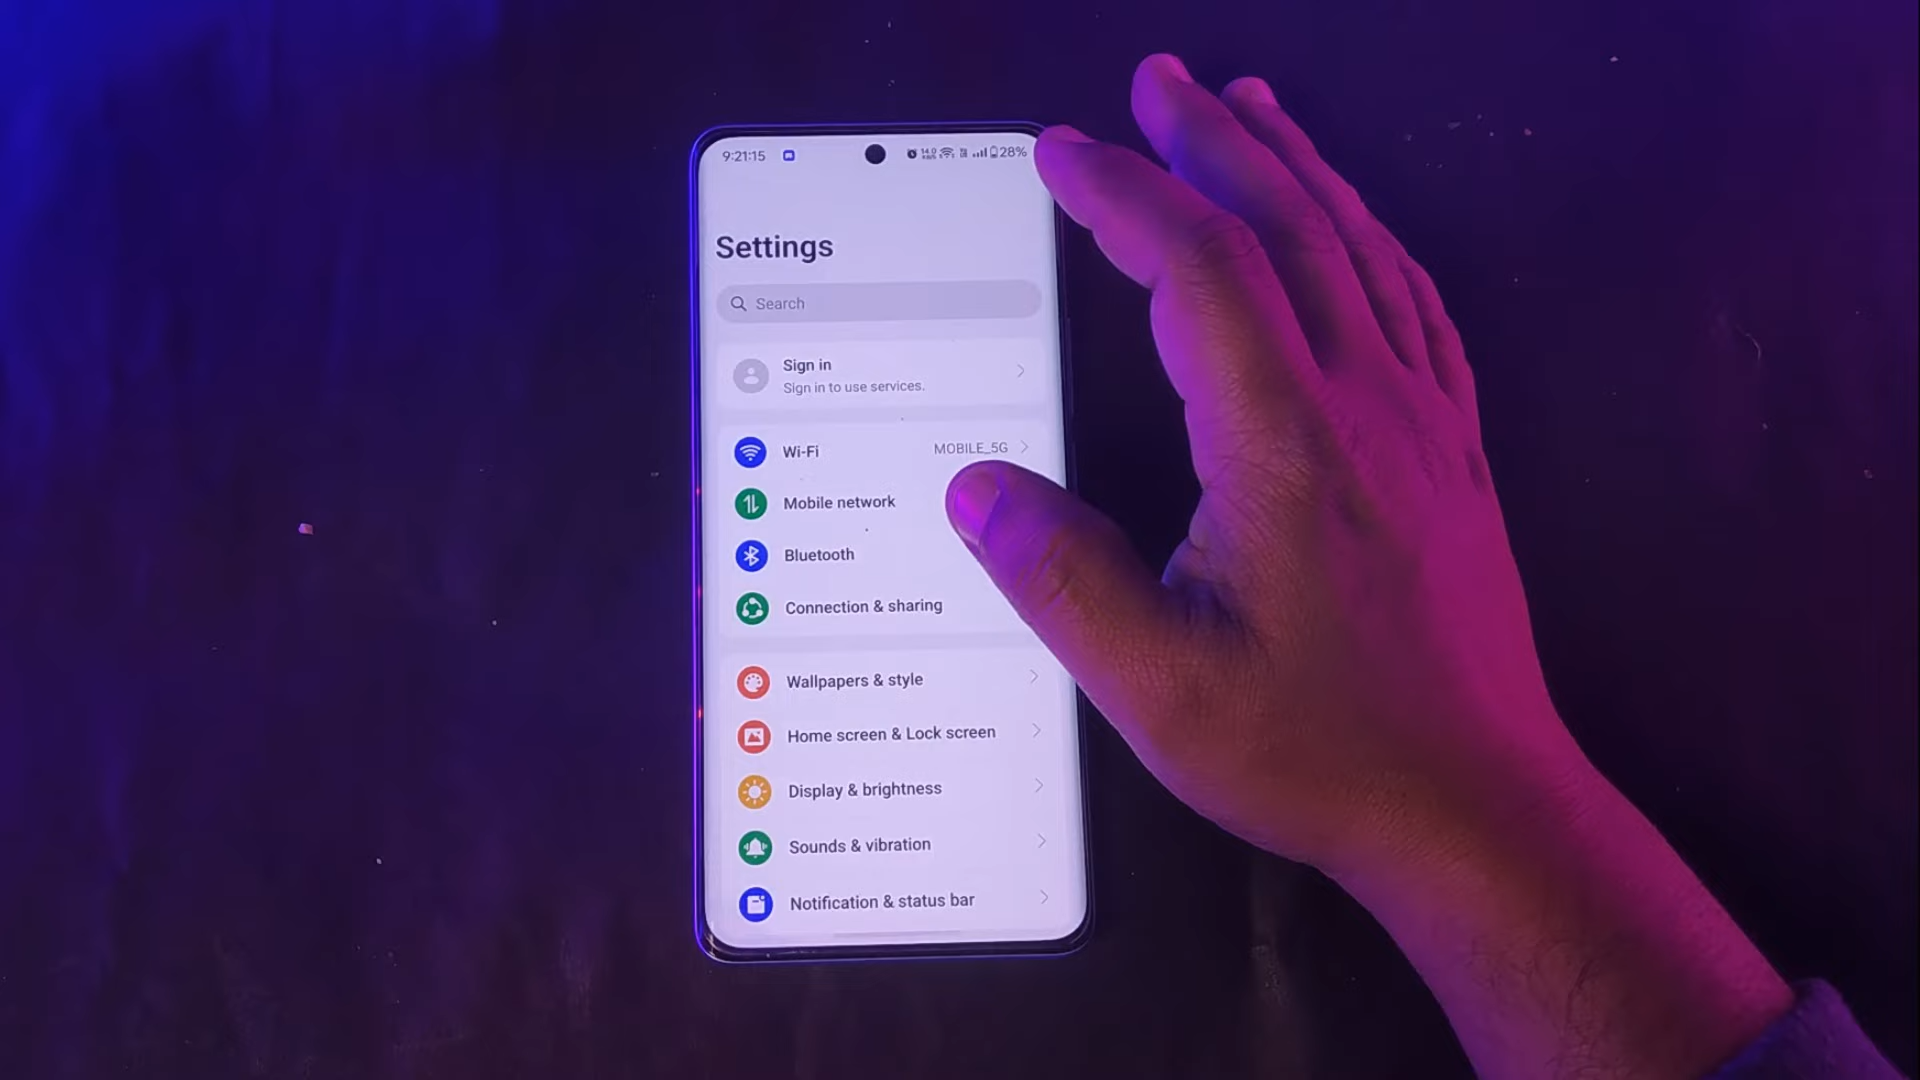 9:21:15 28%
Settings
Search
Sign in
Sign in to use services.
Wi-Fi MOBILE_5G
Mobile network
Bluetooth
Connection & sharing
Wallpapers & style
Home screen & Lock screen
Display & brightness
Sounds & vibration
Notification & status bar